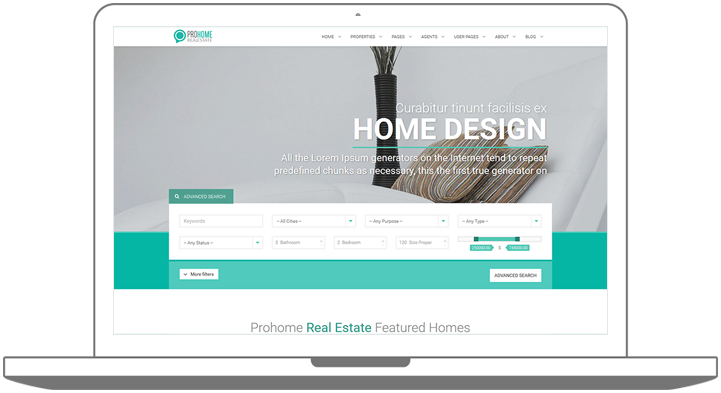 PROHOME
REAL ESTATE
HOME PROPERTIES PAGES AGENTS USER PAGES ABOUT BLOG
Curabitur tinunt facilisis ex
HOME DESIGN
All the Lorem Ipsum generators on the Internet tend to repeat
predefined chunks as necessary, this the first true generator on
ADVANCED SEARCH
Keywords -- All Cities -- -- Any Purpose -- -- Any Type --
-- Any Status -- Bathroom Bedroom 120 Size Proper
$
More filters ADVANCED SEARCH
Prohome Real Estate Featured Homes